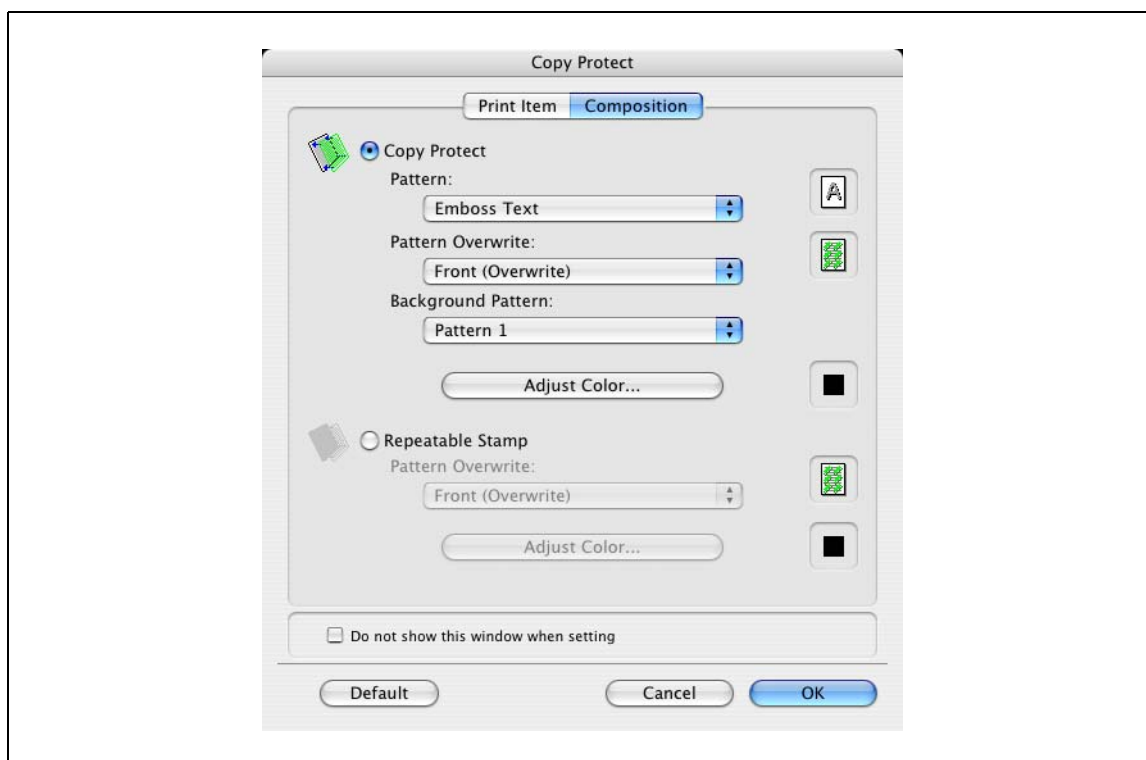 Copy Protect
Print Item Composition
Copy Protect
Pattern:
A
Emboss Text
Pattern Overwrite:
Front (Overwrite)
Background Pattern:
Pattern 1
Adjust Color...
Repeatable Stamp
Pattern Overwrite:
Front (Overwrite)
Adjust Color...
Do not show this window when setting
Default Cancel OK